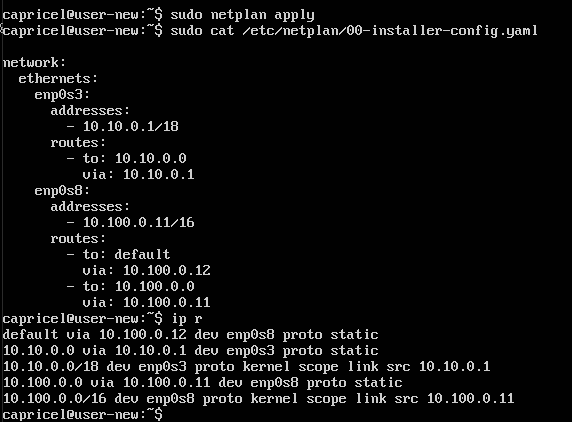 capricel@user-new:~$ sudo netplan apply
capricel@user-new:~$ sudo cat /etc/netplan/00-installer-config.yaml
network:
  ethernets:
    enp0s3:
      addresses:
        - 10.10.0.1/18
      routes:
        - to: 10.10.0.0
          via: 10.10.0.1
    enp0s8:
      addresses:
        - 10.100.0.11/16
      routes:
        - to: default
          via: 10.100.0.12
        - to: 10.100.0.0
          via: 10.100.0.11
capricel@user-new:~$ ip r
default via 10.100.0.12 dev enp0s8 proto static
10.10.0.0 via 10.10.0.1 dev enp0s3 proto static
10.10.0.0/18 dev enp0s3 proto kernel scope link src 10.10.0.1
10.100.0.0 via 10.100.0.11 dev enp0s8 proto static
10.100.0.0/16 dev enp0s8 proto kernel scope link src 10.100.0.11
capricel@user-new:~$